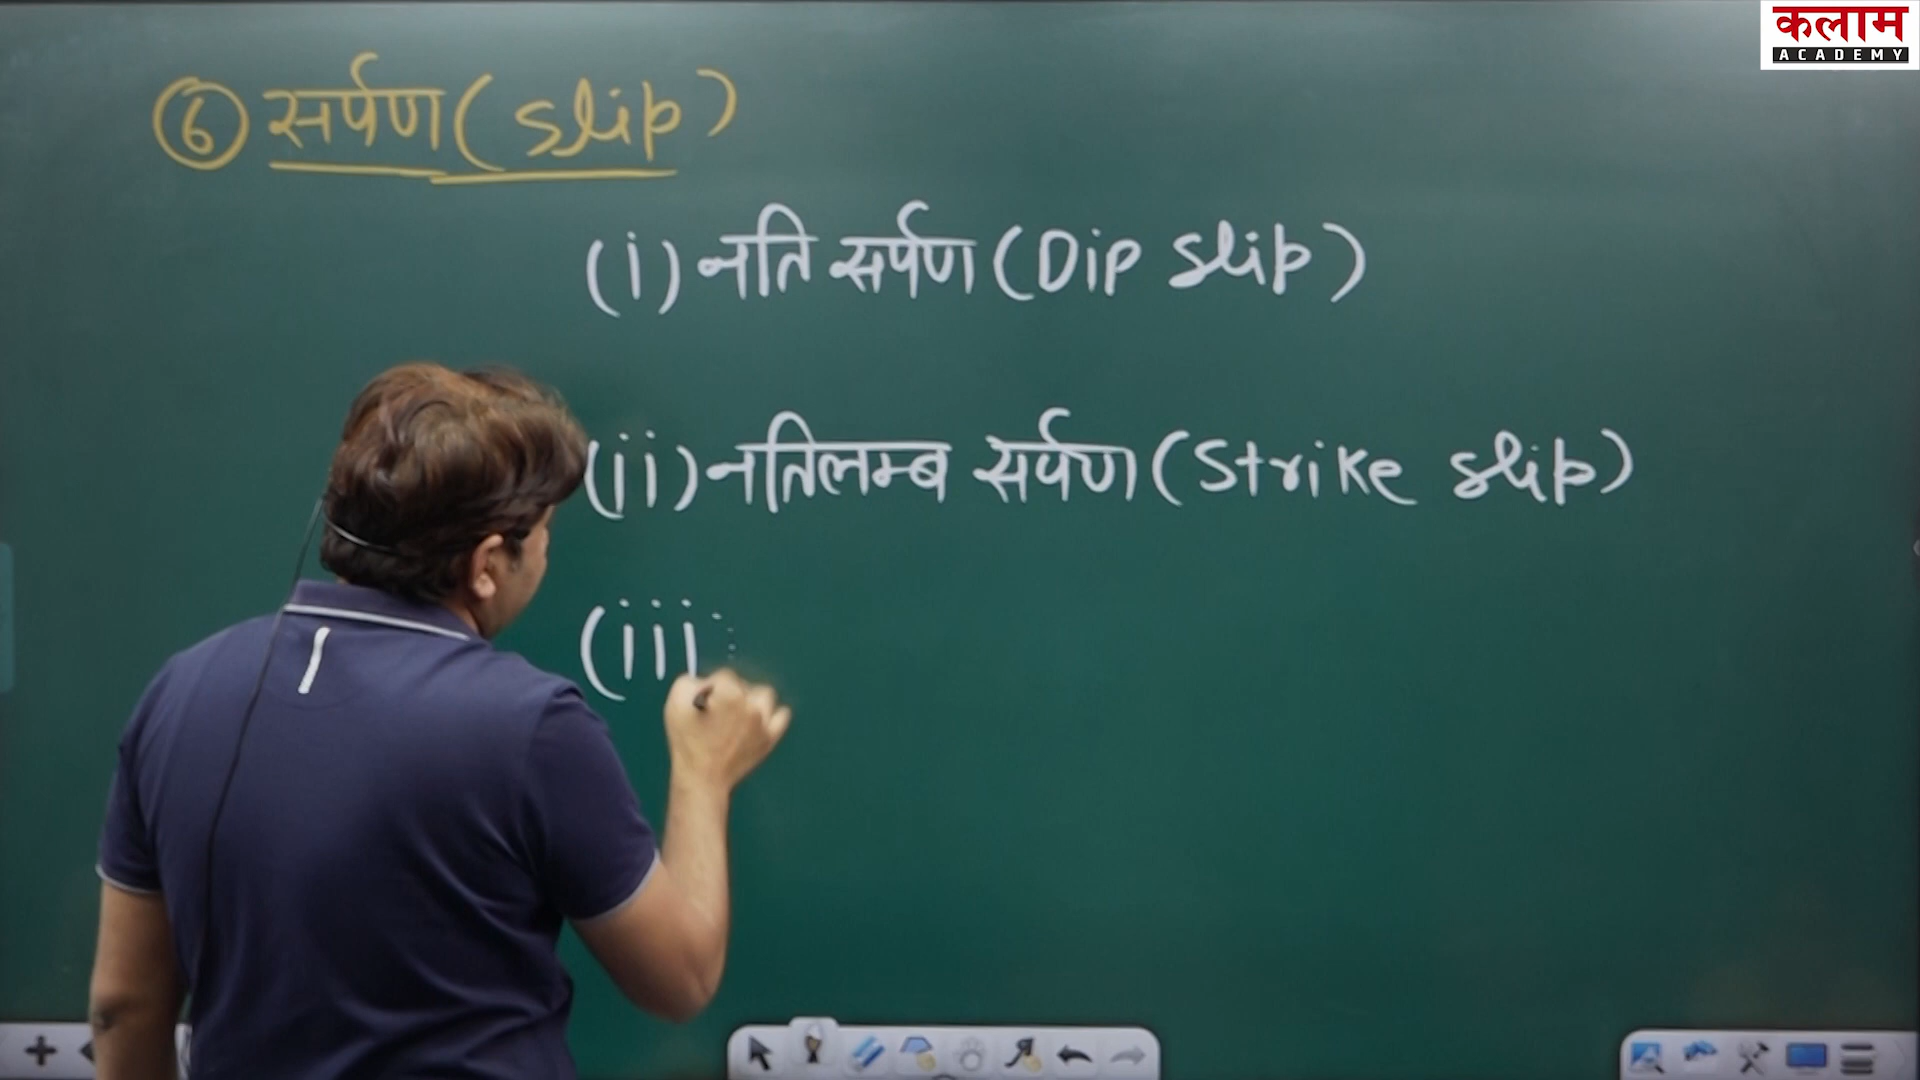 कलाम
ACADEMY
⑥ सर्पण ( slip )
(i) नति सर्पण (Dip slip)
(ii) नतिलम्ब सर्पण (Strike slip)
(iii